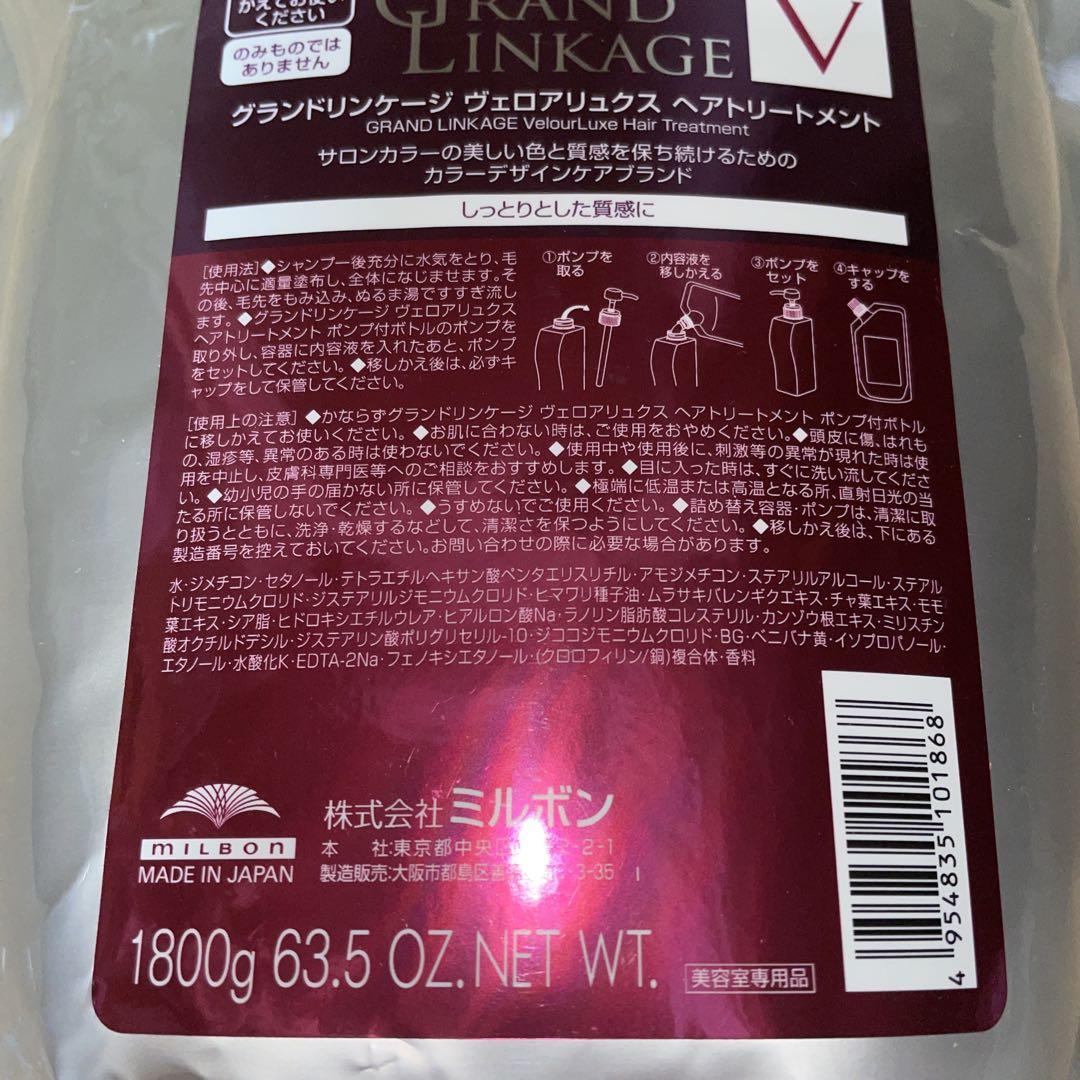 かえてお使い
ください
のみものでは
ありません
GRAND
LINKAGE
V
グランドリンケージ ヴェロアリュクス ヘアトリートメント
GRAND LINKAGE VelourLuxe Hair Treatment
サロンカラーの美しい色と質感を保ち続けるための
カラーデザインケアブランド
しっとりとした質感に
[使用法]◆シャンプー後充分に水気をとり、毛
先中心に適量塗布し、全体になじませます。そ
の後、毛先をもみ込み、ぬるま湯ですすぎ流し
ます。◆グランドリンケージ ヴェロアリュクス
ヘアトリートメント ポンプ付ボトルのポンプを
取り外し、容器に内容液を入れたあと、ポンプ
をセットしてください。◆移しかえ後は、必ずキ
ャップをして保管してください。
①ポンプを
取る
②内容液を
移しかえる
③ポンプを
セット
④キャップを
する
[使用上の注意] ◆かならずグランドリンケージ ヴェロアリュクス ヘアトリートメント ポンプ付ボトル
に移しかえてお使いください。◆お肌に合わない時は、ご使用をおやめください。◆頭皮に傷、はれも
の、湿疹等、異常のある時は使わないでください。◆使用中や使用後に、刺激等の異常が現れた時は使
用を中止し、皮膚科専門医等へのご相談をおすすめします。◆目に入った時は、すぐに洗い流してくださ
い。◆幼小児の手の届かない所に保管してください。◆極端に低温または高温となる所、直射日光の当
たる所に保管しないでください。◆うすめないでご使用ください。◆詰め替え容器・ポンプは、清潔に取
り扱うとともに、洗浄・乾燥するなどして、清潔さを保つようにしてください。◆移しかえ後は、下にある
製造番号を控えておいてください。お問い合わせの際に必要な場合があります。
水・ジメチコン・セタノール・テトラエチルヘキサン酸ペンタエリスリチル・アモジメチコン・ステアリルアルコール・ステアル
トリモニウムクロリド・ジステアリルジモニウムクロリド・ヒマワリ種子油・ムラサキバレンギクエキス・チャ葉エキス・モモ
葉エキス・シア脂・ヒドロキシエチルウレア・ヒアルロン酸Na・ラノリン脂肪酸コレステリル・カンゾウ根エキス・ミリスチン
酸オクチルドデシル・ジステアリン酸ポリグリセリル-10・ジココジモニウムクロリド・BG・ベニバナ黄・イソプロパノール・
エタノール・水酸化K・EDTA-2Na・フェノキシエタノール・(クロロフィリン/銅)複合体・香料
MILBON
MADE IN JAPAN
株式会社 ミルボン
本 社:東京都中央区 2-2-1
製造販売:大阪市都島区 3-35
1800g 63.5 OZ. NET WT.
美容室専用品
4 954835 101868